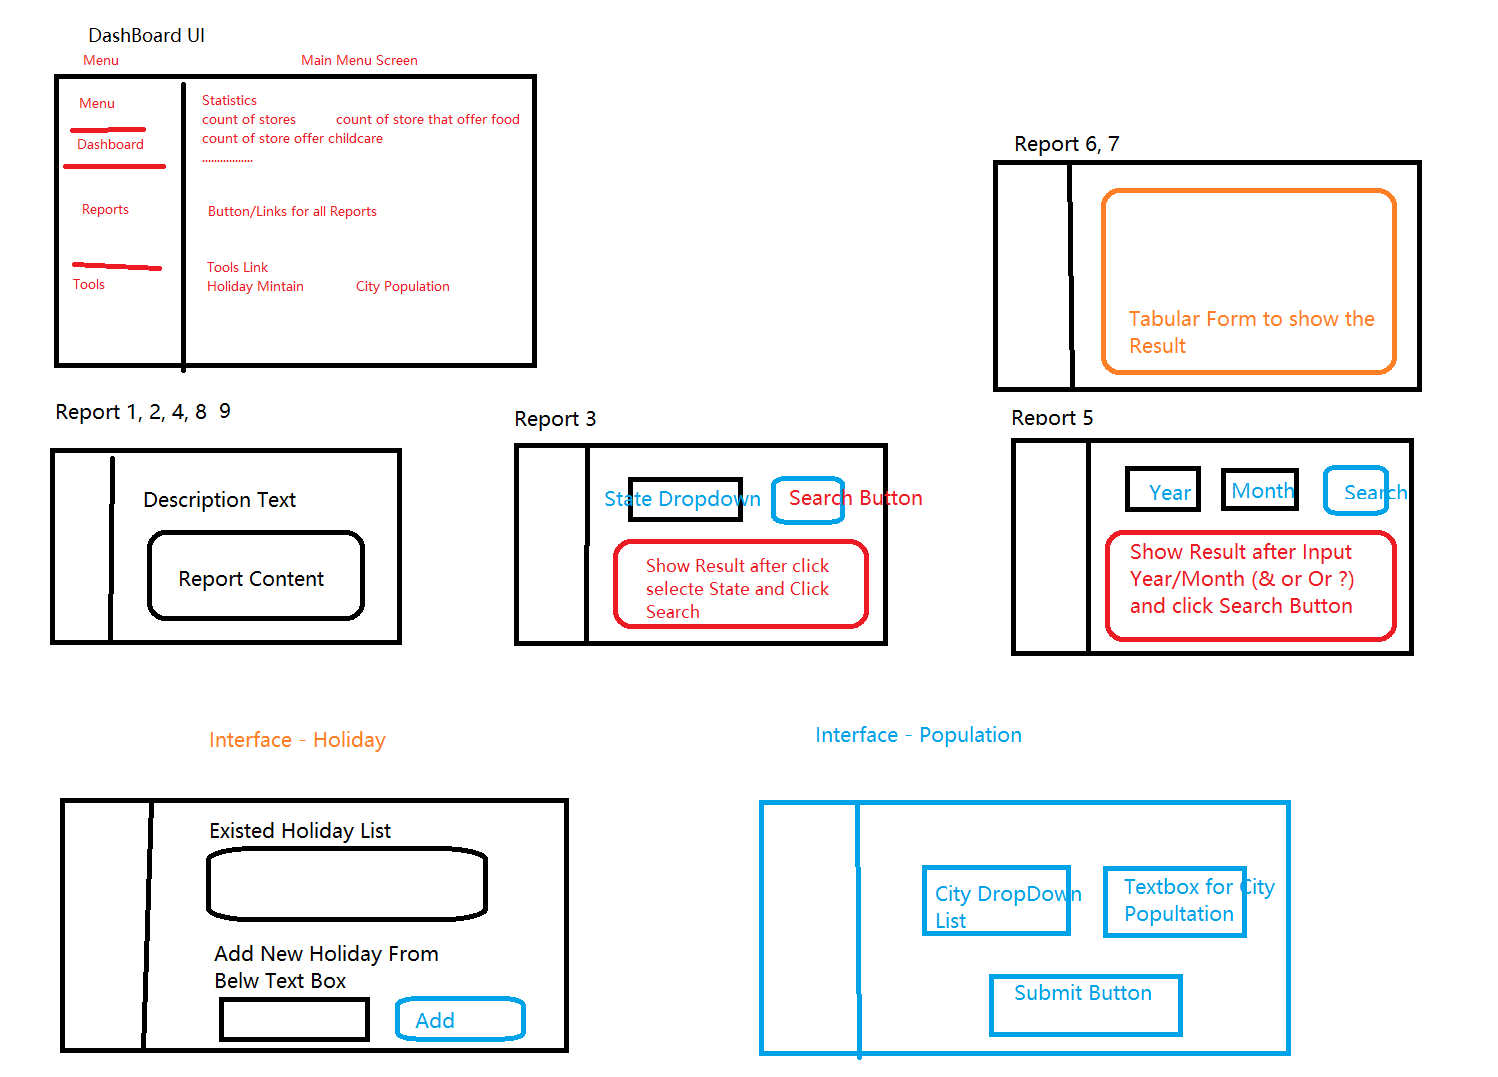 DashBoard UI
Menu
Main Menu Screen
Menu
Dashboard
Reports
Tools
Statistics
count of stores
count of store that offer food
count of store offer childcare
.................
Button/Links for all Reports
Tools Link
Holiday Mintain
City Population
Report 6, 7
Tabular Form to show the
Result
Report 1, 2, 4, 8 9
Description Text
Report Content
Report 3
State Dropdown
Search Button
Show Result after click
selecte State and Click
Search
Report 5
Year
Month
Search
Show Result after Input
Year/Month (& or Or ?)
and click Search Button
Interface - Holiday
Existed Holiday List
Add New Holiday From
Belw Text Box
Add
Interface - Population
City DropDown
List
Textbox for City
Popultation
Submit Button